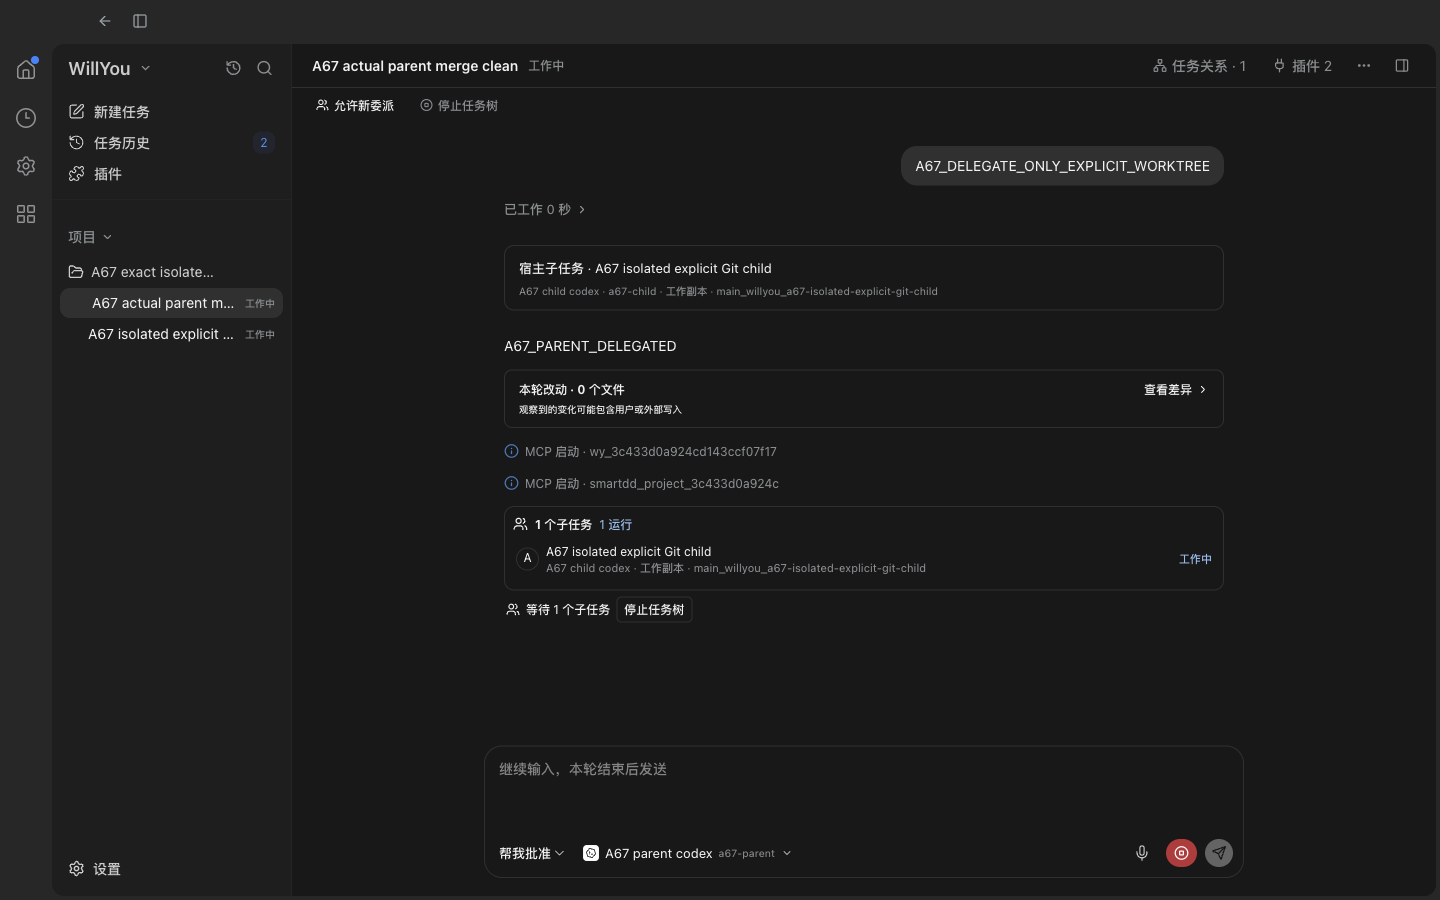 WillYou
新建任务
任务历史
2
插件
项目
A67 exact isolate...
A67 actual parent m... 工作中
A67 isolated explicit ... 工作中
设置
A67 actual parent merge clean 工作中
任务关系 · 1
插件 2
允许新委派
停止任务树
A67_DELEGATE_ONLY_EXPLICIT_WORKTREE
已工作 0 秒
宿主子任务 · A67 isolated explicit Git child
A67 child codex · a67-child · 工作副本 · main_willyou_a67-isolated-explicit-git-child
A67_PARENT_DELEGATED
本轮改动 · 0 个文件
查看差异
观察到的变化可能包含用户或外部写入
MCP 启动 · wy_3c433d0a924cd143ccf07f17
MCP 启动 · smartdd_project_3c433d0a924c
1 个子任务 1 运行
A
A67 isolated explicit Git child
A67 child codex · 工作副本 · main_willyou_a67-isolated-explicit-git-child
工作中
等待 1 个子任务
停止任务树
继续输入，本轮结束后发送
帮我批准
A67 parent codex a67-parent